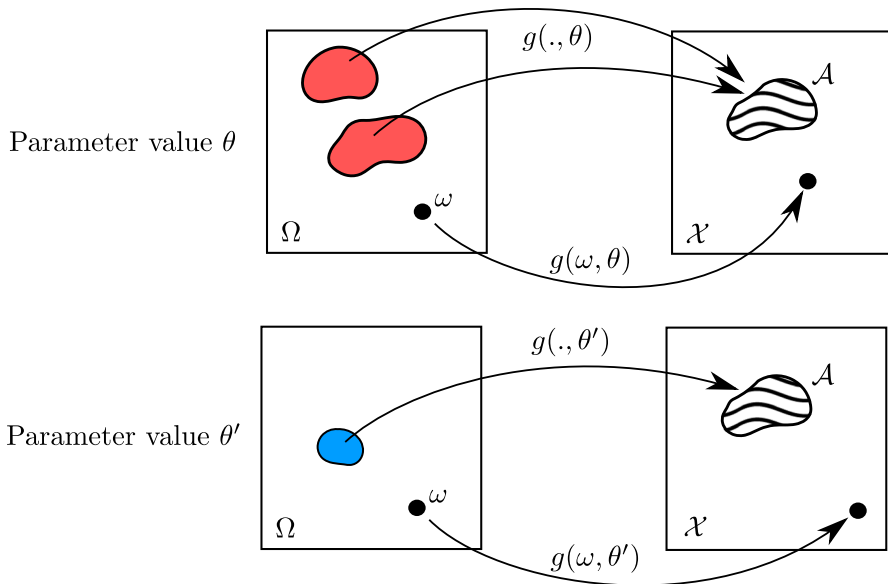 g(., θ)
𝒜
Parameter value θ
ω
Ω
𝒳
g(ω, θ)
g(., θ′)
𝒜
Parameter value θ′
ω
Ω
𝒳
g(ω, θ′)